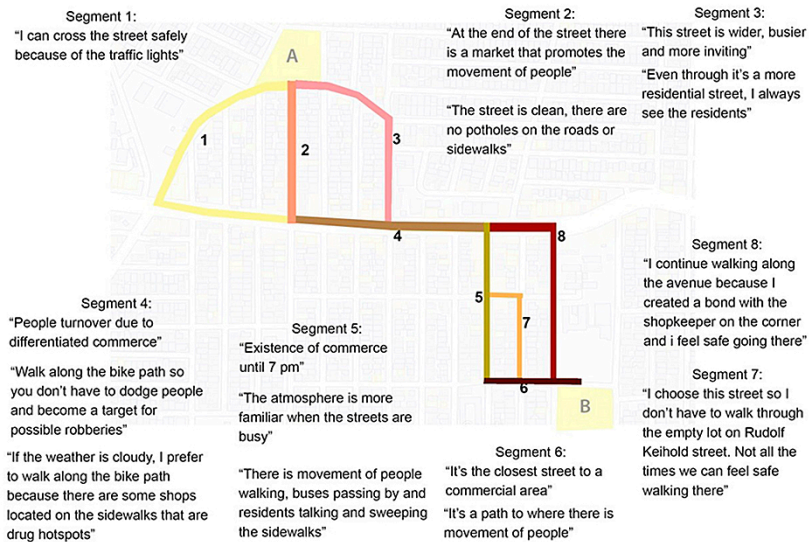 Segment 1:
“I can cross the street safely
because of the traffic lights”
Segment 2:
“At the end of the street there
is a market that promotes the
movement of people”
“The street is clean, there are
no potholes on the roads or
sidewalks”
Segment 3:
“This street is wider, busier
and more inviting”
“Even through it’s a more
residential street, I always
see the residents”
A
1
2
3
4
5
6
7
8
B
Segment 4:
“People turnover due to
differentiated commerce”
“Walk along the bike path so
you don’t have to dodge people
and become a target for
possible robberies”
“If the weather is cloudy, I prefer
to walk along the bike path
because there are some shops
located on the sidewalks that are
drug hotspots”
Segment 5:
“Existence of commerce
until 7 pm”
“The atmosphere is more
familiar when the streets are
busy”
“There is movement of people
walking, buses passing by and
residents talking and sweeping
the sidewalks”
Segment 6:
“It’s the closest street to a
commercial area”
“It’s a path to where there is
movement of people”
Segment 8:
“I continue walking along
the avenue because I
created a bond with the
shopkeeper on the corner
and i feel safe going there”
Segment 7:
“I choose this street so I
don’t have to walk through
the empty lot on Rudolf
Keihold street. Not all the
times we can feel safe
walking there”